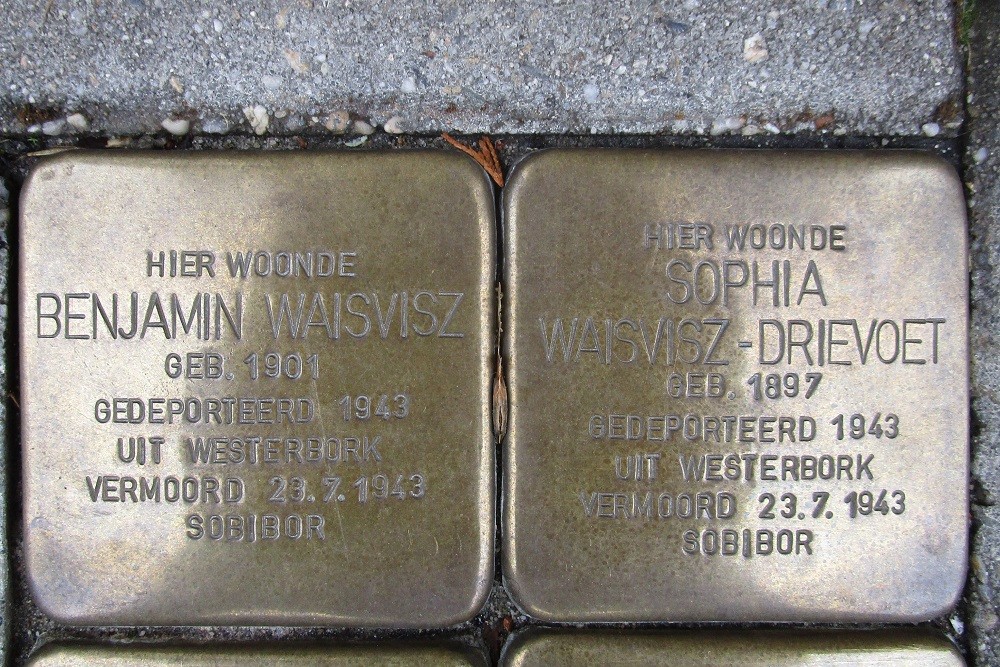 HIER WOONDE
BENJAMIN WAISVISZ
GEB. 1901
GEDEPORTEERD 1943
UIT WESTERBORK
VERMOORD 23.7.1943
SOBIBOR
HIER WOONDE
SOPHIA
WAISVISZ-DRIEVOET
GEB. 1897
GEDEPORTEERD 1943
UIT WESTERBORK
VERMOORD 23.7.1943
SOBIBOR